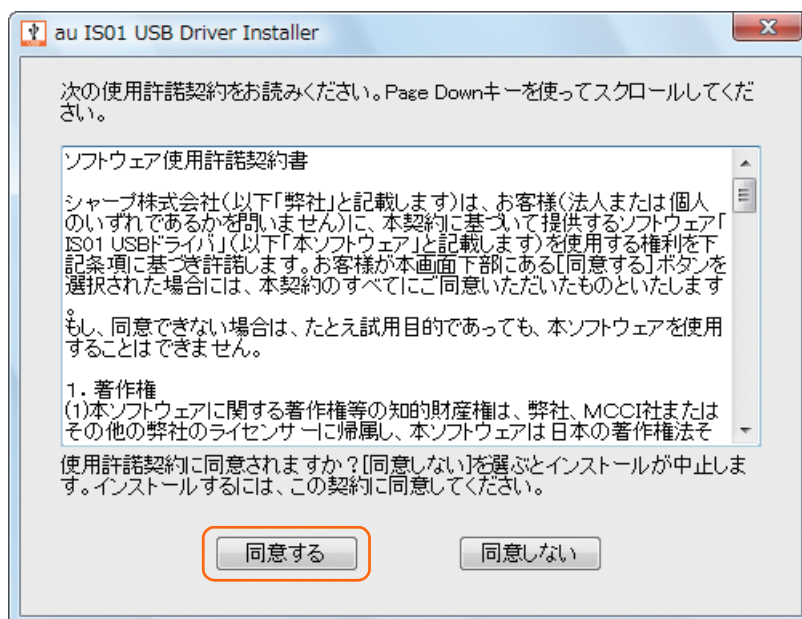 au IS01 USB Driver Installer
次の使用許諾契約をお読みください。Page Downキーを使ってスクロールしてくだ
さい。
ソフトウェア使用許諾契約書
シャープ株式会社(以下「弊社」と記載します)は、お客様(法人または個人
のいずれであるかを問いません)に、本契約に基づいて提供するソフトウェア「
IS01 USBドライバ」(以下「本ソフトウェア」と記載します)を使用する権利を下
記条項に基づき許諾します。お客様が本画面下部にある[同意する]ボタンを
選択された場合には、本契約のすべてにご同意いただいたものといたします
。
もし、同意できない場合は、たとえ試用目的であっても、本ソフトウェアを使用
することはできません。
1. 著作権
(1)本ソフトウェアに関する著作権等の知的財産権は、弊社、MCCI社または
その他の弊社のライセンサーに帰属し、本ソフトウェアは日本の著作権法そ
使用許諾契約に同意されますか?[同意しない]を選ぶとインストールが中止しま
す。インストールするには、この契約に同意してください。
同意する
同意しない